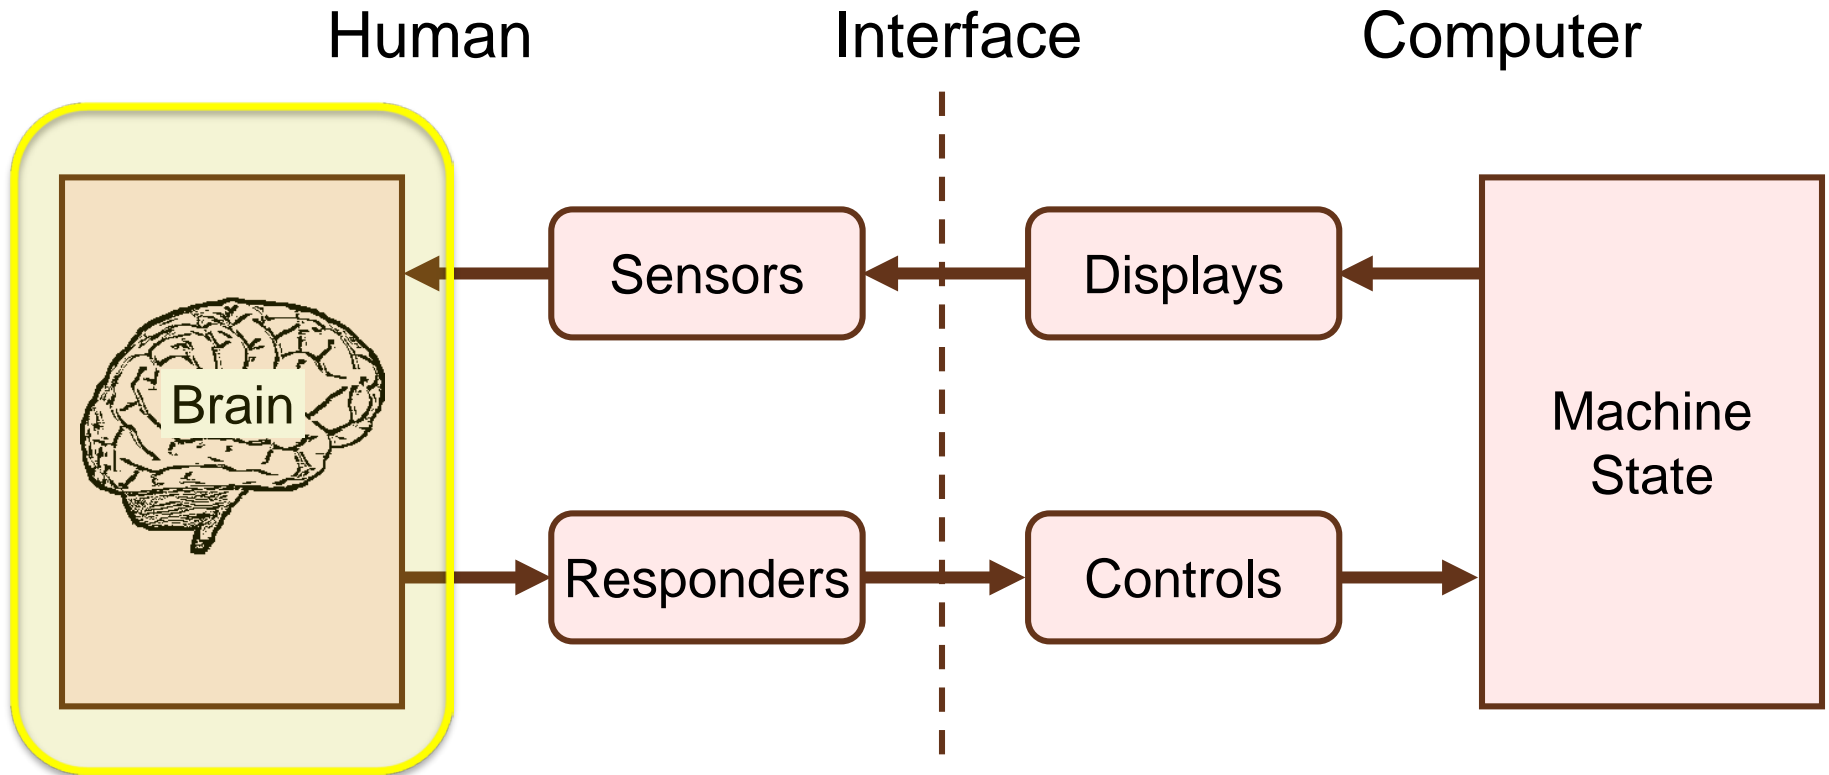 Human Interface Computer
Sensors Displays
Brain
Machine
State
Responders Controls